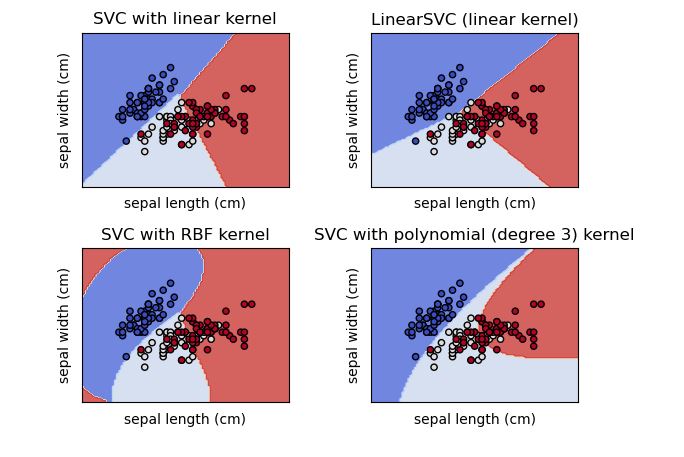 SVC with linear kernel
LinearSVC (linear kernel)
sepal width (cm)
sepal width (cm)
sepal length (cm)
sepal length (cm)
SVC with RBF kernel
SVC with polynomial (degree 3) kernel
sepal width (cm)
sepal width (cm)
sepal length (cm)
sepal length (cm)